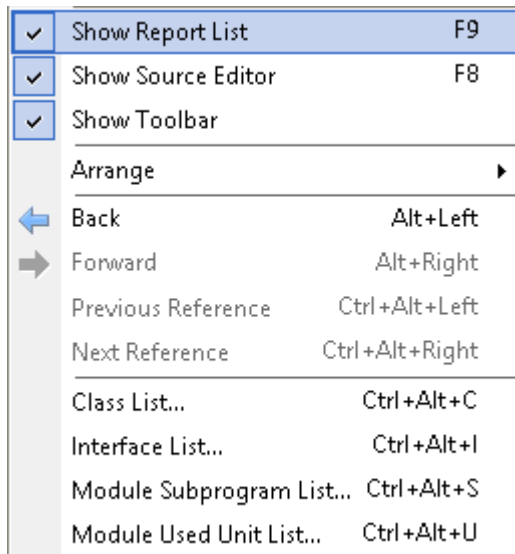 Show Report List F9
Show Source Editor F8
Show Toolbar
Arrange
Back Alt+Left
Forward Alt+Right
Previous Reference Ctrl+Alt+Left
Next Reference Ctrl+Alt+Right
Class List... Ctrl+Alt+C
Interface List... Ctrl+Alt+I
Module Subprogram List... Ctrl+Alt+S
Module Used Unit List... Ctrl+Alt+U